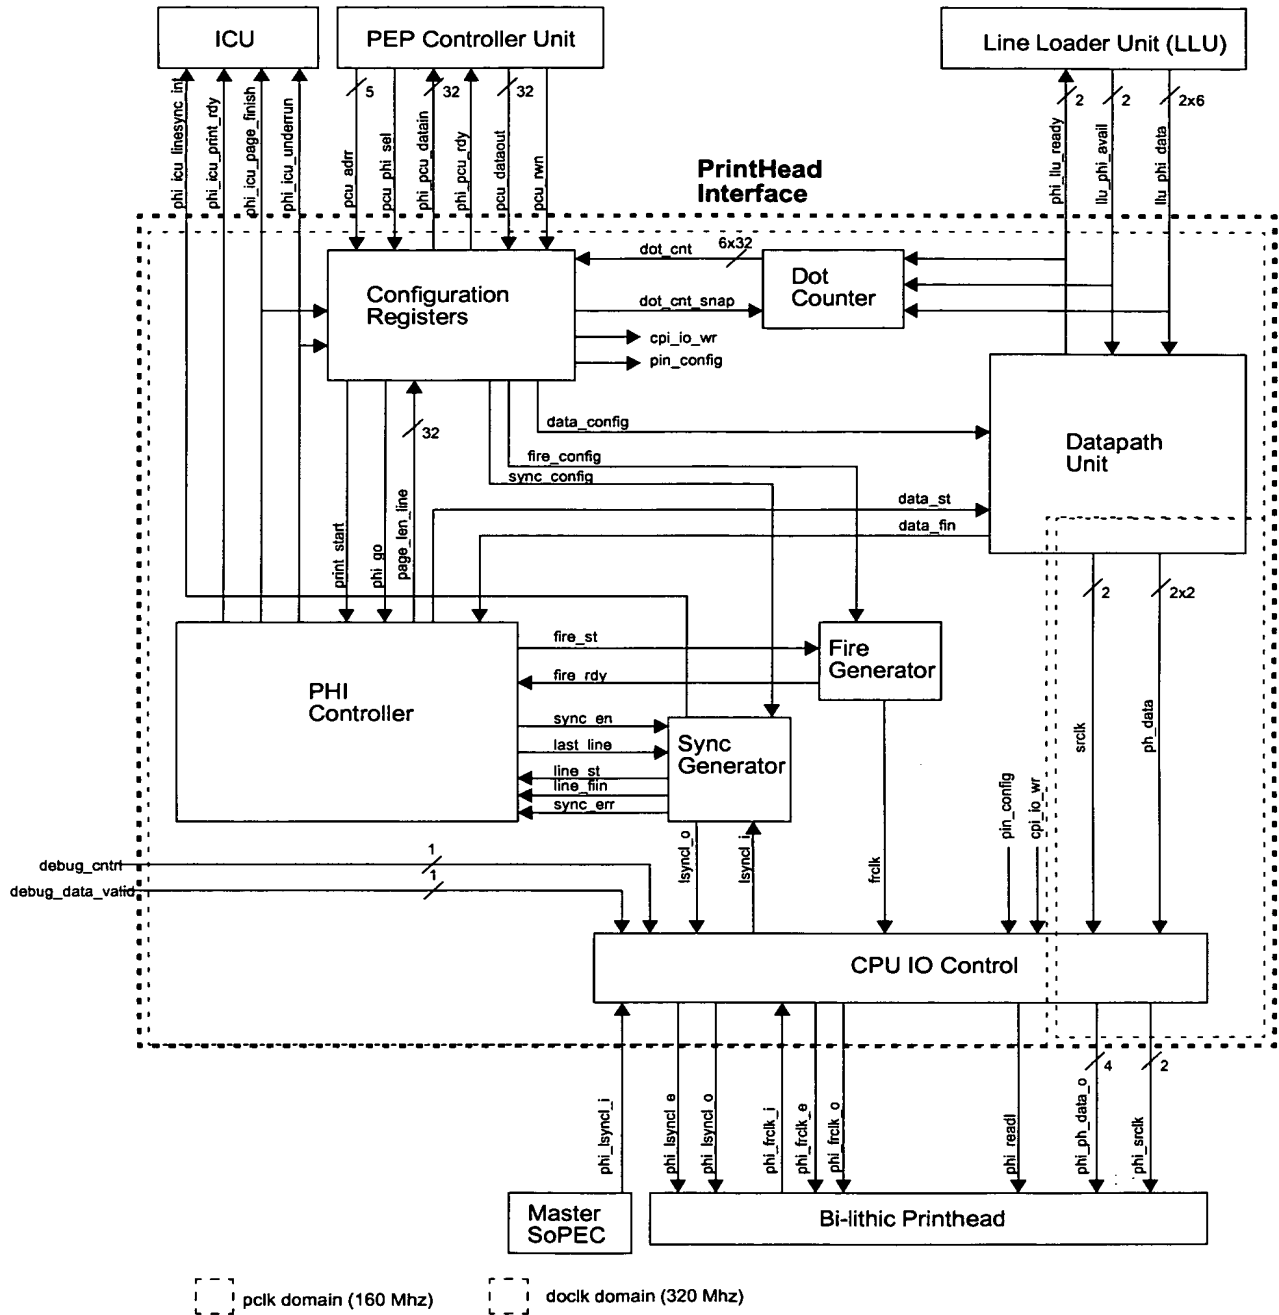 ICU
PEP Controller Unit
Line Loader Unit (LLU)
phi_icu_linesync_int
phi_icu_print_rdy
phi_icu_page_finish
phi_icu_underrun
5
32
32
pcu_adrr
pcu_phi_sel
phi_pcu_datain
phi_pcu_rdy
pcu_dataout
pcu_rwn
2
2
2x6
phi_llu_ready
llu_phi_avail
llu_phi_data
PrintHead
Interface
Configuration
Registers
dot_cnt
6x32
dot_cnt_snap
cpi_io_wr
pin_config
Dot
Counter
32
data_config
fire_config
sync_config
Datapath
Unit
data_st
data_fin
print_start
phi_go
page_len_line
2
2x2
srclk
ph_data
PHI
Controller
fire_st
fire_rdy
Fire
Generator
sync_en
last_line
line_st
line_fiin
sync_err
Sync
Generator
lsyncl_o
lsyncl_i
frclk
pin_config
cpi_io_wr
debug_cntrl
1
debug_data_valid
1
CPU IO Control
phi_lsyncl_i
phi_lsyncl_e
phi_lsyncl_o
phi_frclk_i
phi_frclk_e
phi_frclk_o
phi_readl
4
phi_ph_data_o
2
phi_srclk
Master
SoPEC
Bi-lithic Printhead
pclk domain (160 Mhz)
doclk domain (320 Mhz)